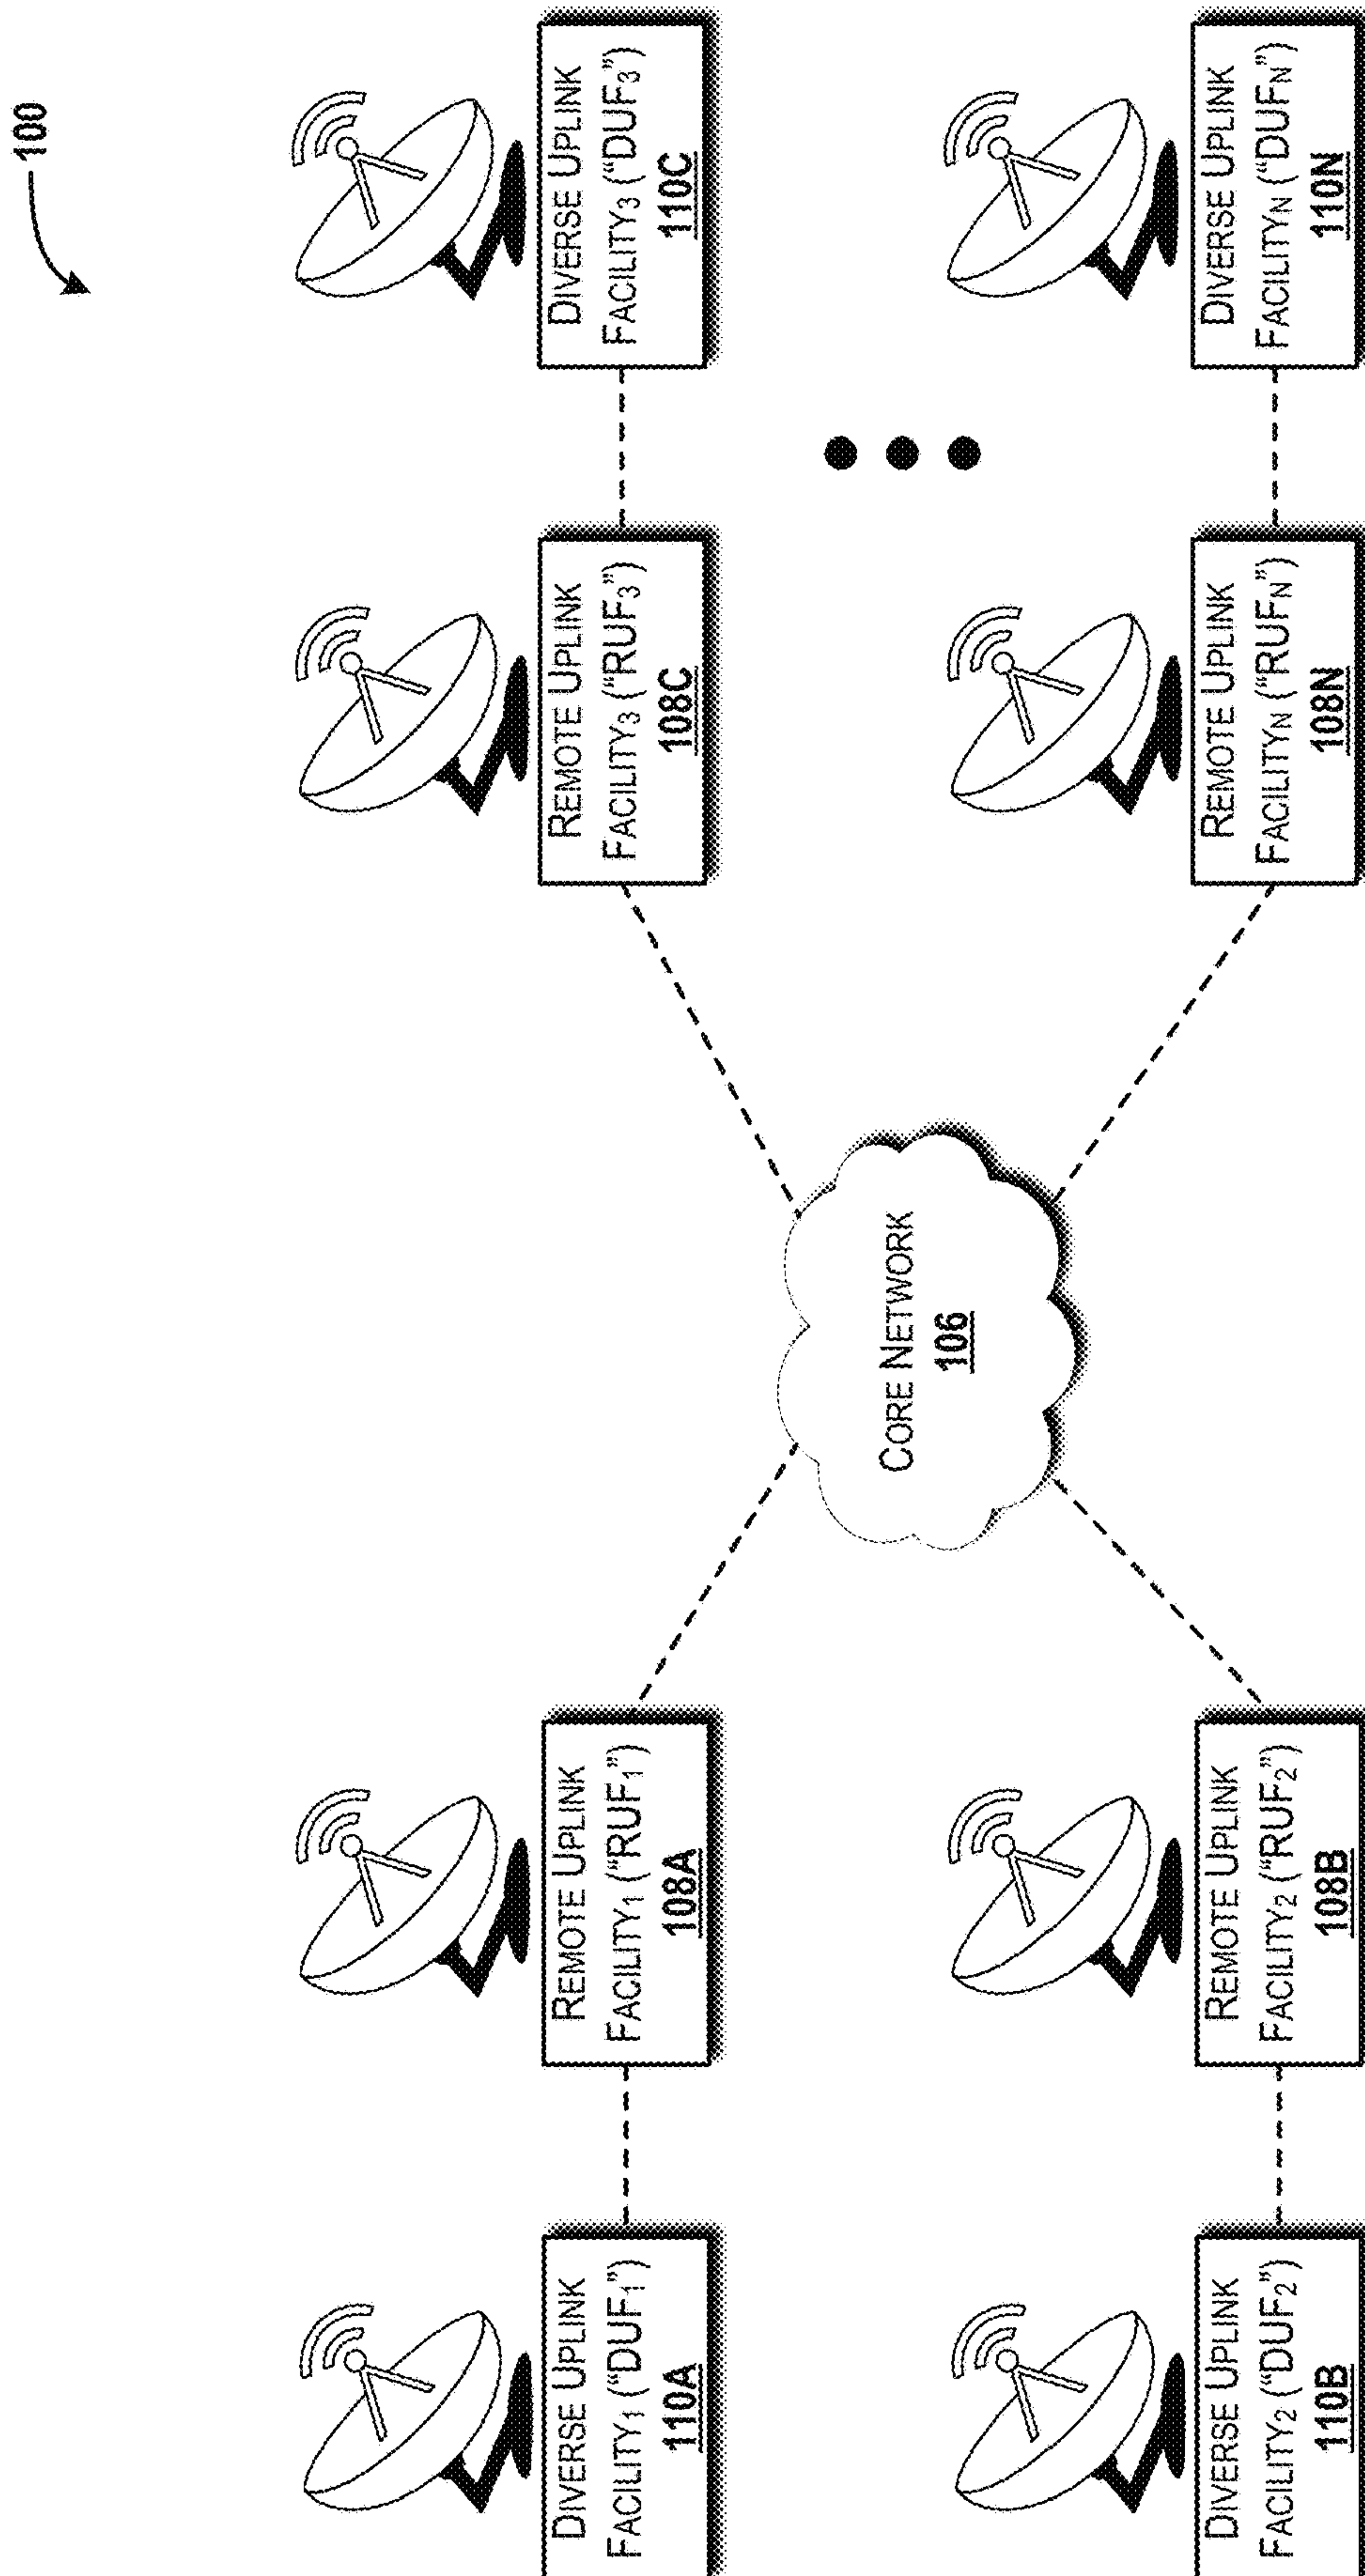 100
DIVERSE UPLINK
FACILITY₁ (“DUF₁”)
110A
REMOTE UPLINK
FACILITY₁ (“RUF₁”)
108A
REMOTE UPLINK
FACILITY₃ (“RUF₃”)
108C
DIVERSE UPLINK
FACILITY₃ (“DUF₃”)
110C
CORE NETWORK
106
DIVERSE UPLINK
FACILITY₂ (“DUF₂”)
110B
REMOTE UPLINK
FACILITY₂ (“RUF₂”)
108B
REMOTE UPLINK
FACILITYN (“RUFN”)
108N
DIVERSE UPLINK
FACILITYN (“DUFN”)
110N